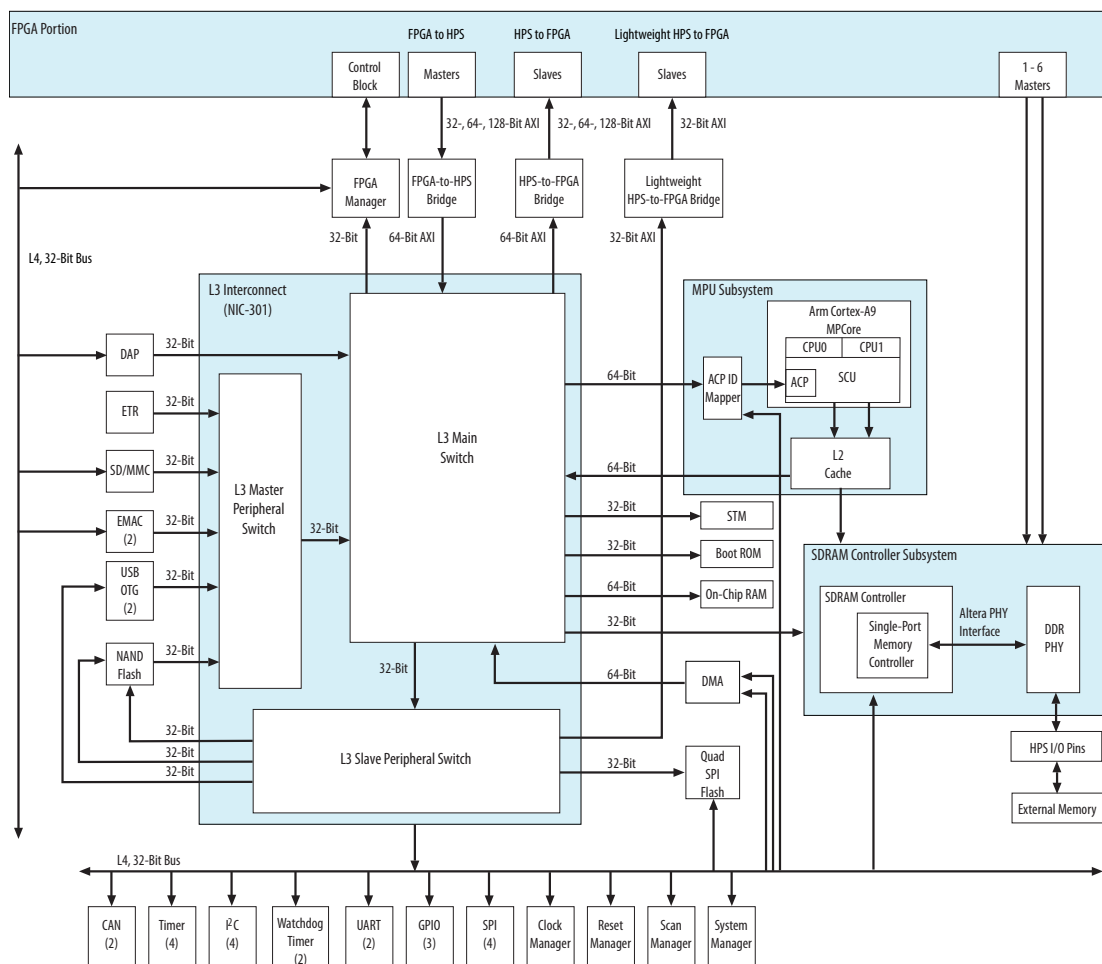 FPGA Portion
FPGA to HPS
HPS to FPGA
Lightweight HPS to FPGA
Control
Block
Masters
Slaves
Slaves
1 - 6
Masters
32-, 64-, 128-Bit AXI
32-, 64-, 128-Bit AXI
32-Bit AXI
FPGA
Manager
FPGA-to-HPS
Bridge
HPS-to-FPGA
Bridge
Lightweight
HPS-to-FPGA Bridge
32-Bit
64-Bit AXI
64-Bit AXI
32-Bit AXI
L4, 32-Bit Bus
L3 Interconnect
(NIC-301)
MPU Subsystem
Arm Cortex-A9
MPCore
CPU0
CPU1
ACP
SCU
ACP ID
Mapper
L2
Cache
DAP
32-Bit
ETR
32-Bit
SD/MMC
32-Bit
EMAC
(2)
32-Bit
USB
OTG
(2)
32-Bit
NAND
Flash
32-Bit
L3 Master
Peripheral
Switch
32-Bit
L3 Main
Switch
64-Bit
64-Bit
32-Bit
STM
32-Bit
Boot ROM
64-Bit
On-Chip RAM
32-Bit
SDRAM Controller Subsystem
SDRAM Controller
Single-Port
Memory
Controller
Altera PHY
Interface
DDR
PHY
32-Bit
64-Bit
DMA
32-Bit
32-Bit
32-Bit
L3 Slave Peripheral Switch
32-Bit
Quad
SPI
Flash
HPS I/O Pins
External Memory
L4, 32-Bit Bus
CAN
(2)
Timer
(4)
I²C
(4)
Watchdog
Timer
(2)
UART
(2)
GPIO
(3)
SPI
(4)
Clock
Manager
Reset
Manager
Scan
Manager
System
Manager